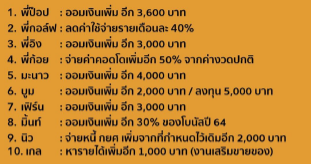 1. พี่ป๊อป : ออมเงินเพิ่ม อีก 3,600 บาท
2. พี่กอล์ฟ : ลดค่าใช้จ่ายรายเดือนละ 40%
3. พี่อิง : ออมเงินเพิ่ม อีก 3,000 บาท
4. พี่ก้อย : จ่ายค่าคอดโดเพิ่มอีก 50% จากค่างวดปกติ
5. มะนาว : ออมเงินเพิ่ม อีก 4,000 บาท
6. บูม : ออมเงินเพิ่ม อีก 2,000 บาท / ลงทุน 5,000 บาท
7. เฟิร์น : ออมเงินเพิ่ม อีก 3,000 บาท
8. มิ้นท์ : ออมเงินเพิ่ม อีก 30% ของโบนัสปี 64
9. นิว : จ่ายหนี้ กยศ เพิ่มจากที่กำหนดไว้เดิมอีก 2,000 บาท
10. เกล : หารายได้เพิ่มอีก 1,000 บาท (งานเสริมขายของ)